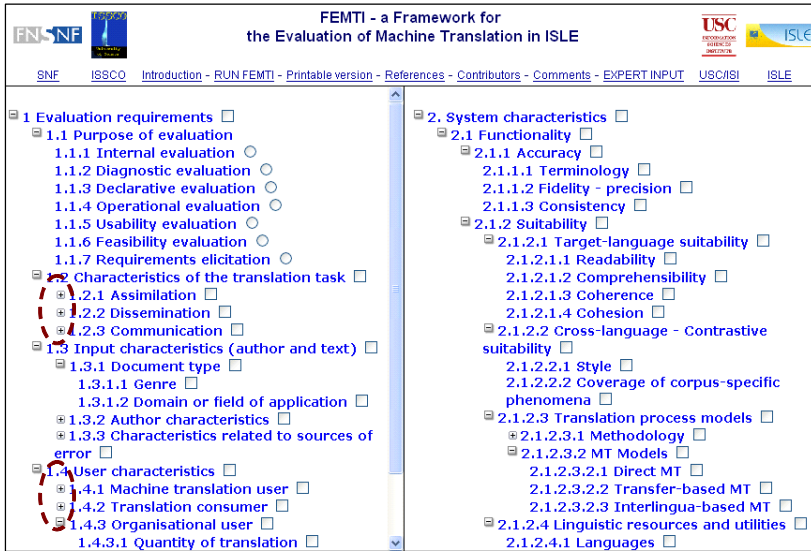 FEMTI - a Framework for
the Evaluation of Machine Translation in ISLE
FNSNF
ISSCO
USC
ISLE
SNF ISSCO Introduction - RUN FEMTI - Printable version - References - Contributors - Comments - EXPERT INPUT USC/ISI ISLE
1 Evaluation requirements
1.1 Purpose of evaluation
1.1.1 Internal evaluation
1.1.2 Diagnostic evaluation
1.1.3 Declarative evaluation
1.1.4 Operational evaluation
1.1.5 Usability evaluation
1.1.6 Feasibility evaluation
1.1.7 Requirements elicitation
1.2 Characteristics of the translation task
1.2.1 Assimilation
1.2.2 Dissemination
1.2.3 Communication
1.3 Input characteristics (author and text)
1.3.1 Document type
1.3.1.1 Genre
1.3.1.2 Domain or field of application
1.3.2 Author characteristics
1.3.3 Characteristics related to sources of
error
1.4 User characteristics
1.4.1 Machine translation user
1.4.2 Translation consumer
1.4.3 Organisational user
1.4.3.1 Quantity of translation
2. System characteristics
2.1 Functionality
2.1.1 Accuracy
2.1.1.1 Terminology
2.1.1.2 Fidelity - precision
2.1.1.3 Consistency
2.1.2 Suitability
2.1.2.1 Target-language suitability
2.1.2.1.1 Readability
2.1.2.1.2 Comprehensibility
2.1.2.1.3 Coherence
2.1.2.1.4 Cohesion
2.1.2.2 Cross-language - Contrastive
suitability
2.1.2.2.1 Style
2.1.2.2.2 Coverage of corpus-specific
phenomena
2.1.2.3 Translation process models
2.1.2.3.1 Methodology
2.1.2.3.2 MT Models
2.1.2.3.2.1 Direct MT
2.1.2.3.2.2 Transfer-based MT
2.1.2.3.2.3 Interlingua-based MT
2.1.2.4 Linguistic resources and utilities
2.1.2.4.1 Languages